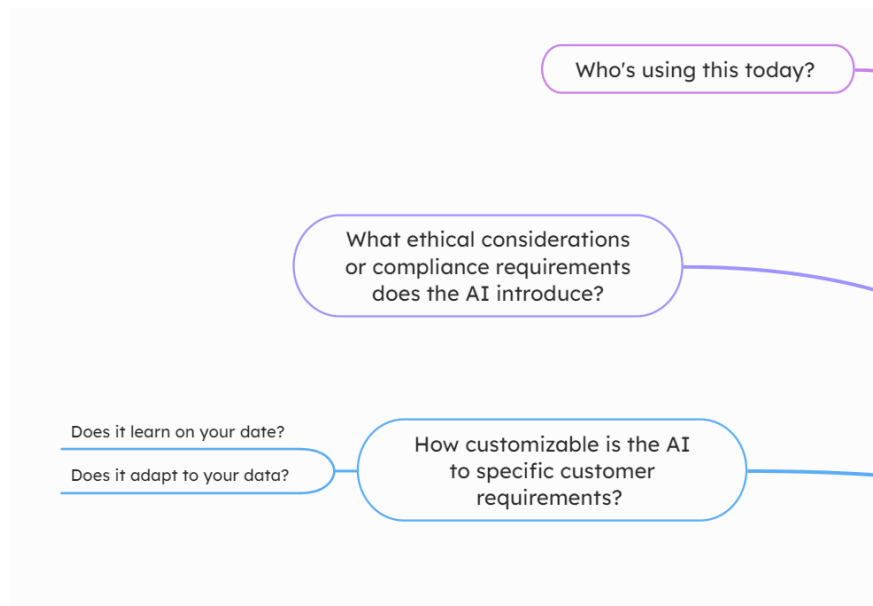 Who's using this today?
What ethical considerations
or compliance requirements
does the AI introduce?
Does it learn on your date?
Does it adapt to your data?
How customizable is the AI
to specific customer
requirements?